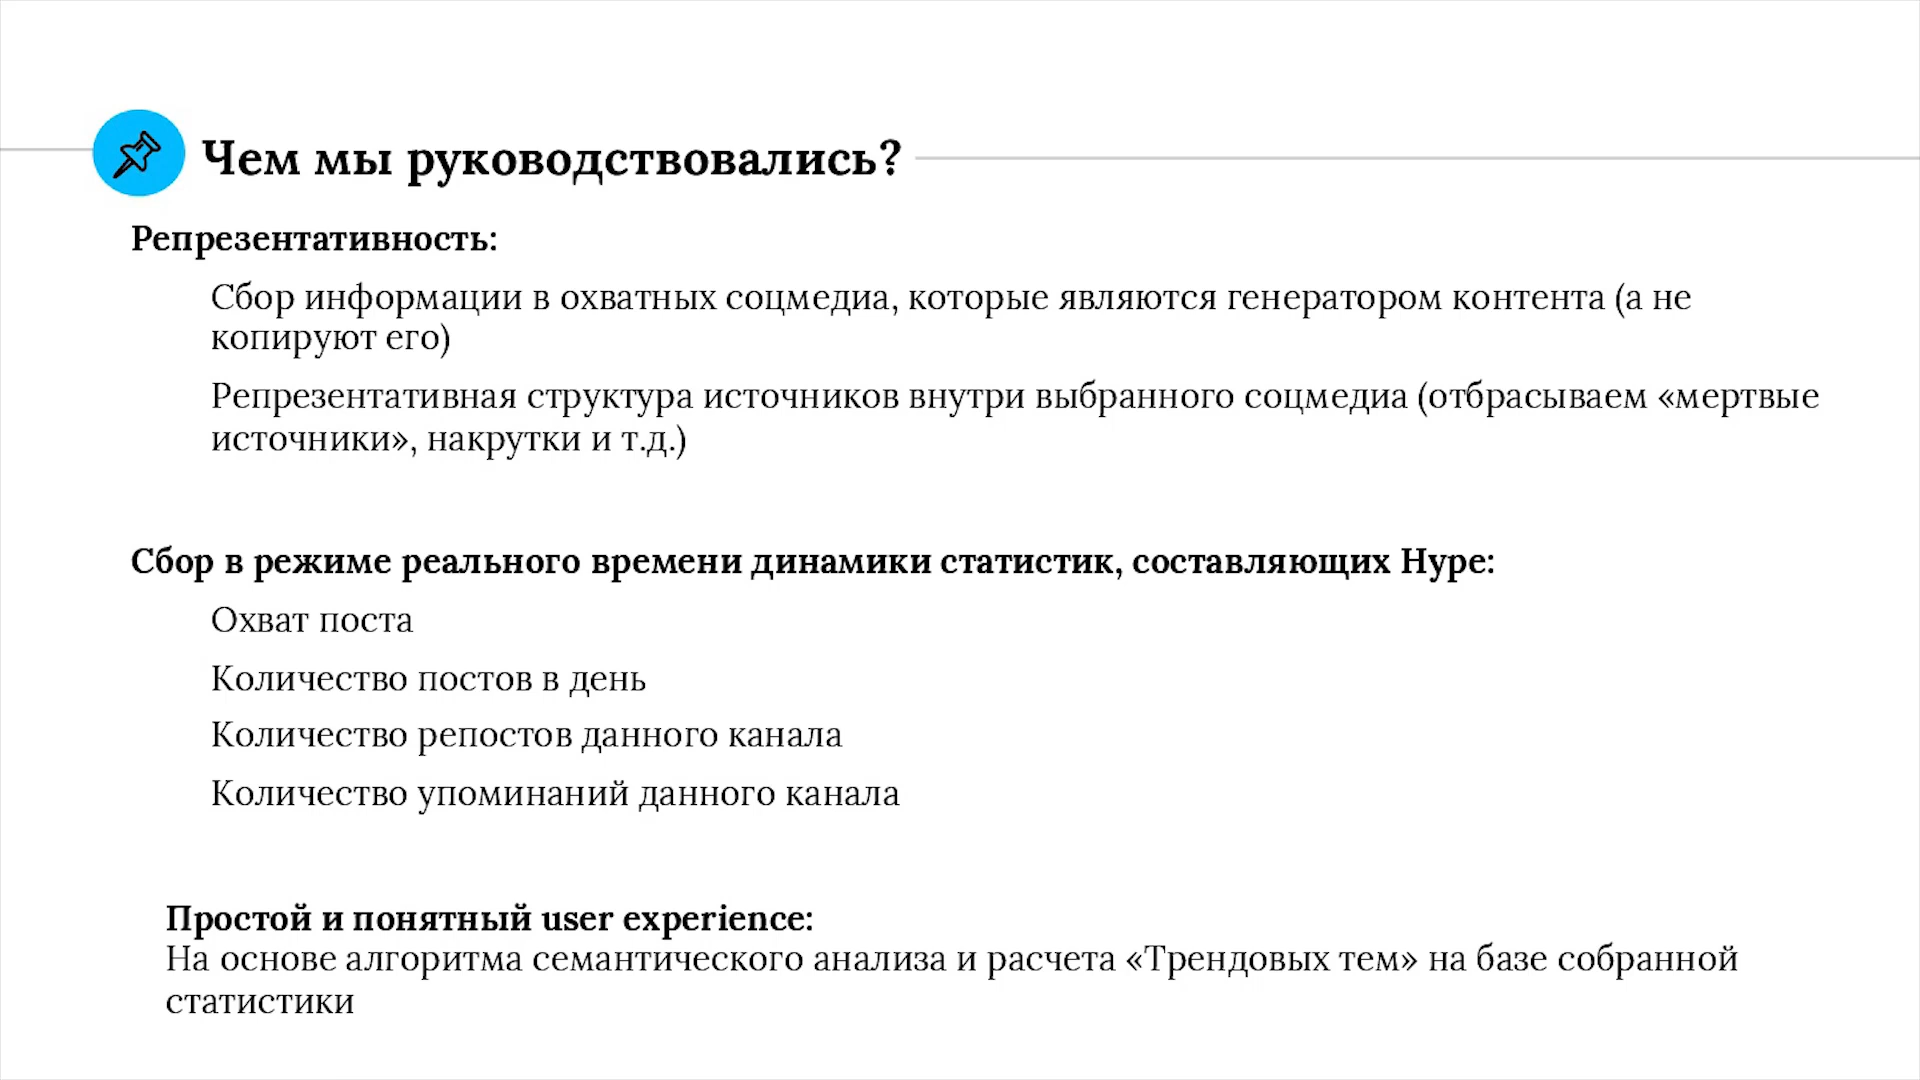 Чем мы руководствовались?
Репрезентативность:
Сбор информации в охватных соцмедиа, которые являются генератором контента (а не
копируют его)
Репрезентативная структура источников внутри выбранного соцмедиа (отбрасываем «мертвые
источники», накрутки и т.д.)
Сбор в режиме реального времени динамики статистик, составляющих Hype:
Охват поста
Количество постов в день
Количество репостов данного канала
Количество упоминаний данного канала
Простой и понятный user experience:
На основе алгоритма семантического анализа и расчета «Трендовых тем» на базе собранной
статистики